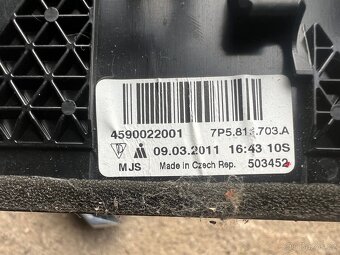 4590022001 7P5.81 .703.A
09.03.2011 16:43 10S
MJS Made in Czech Rep. 503452